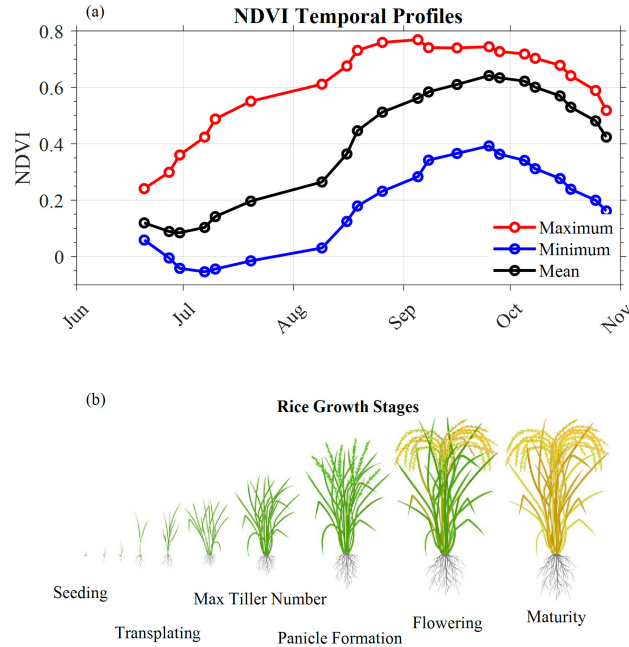 (a)
NDVI Temporal Profiles
0.8
0.6
0.4
0.2
0
NDVI
Maximum
Minimum
Mean
Jun
Jul
Aug
Sep
Oct
Nov
(b)
Rice Growth Stages
Seeding
Transplating
Max Tiller Number
Panicle Formation
Flowering
Maturity